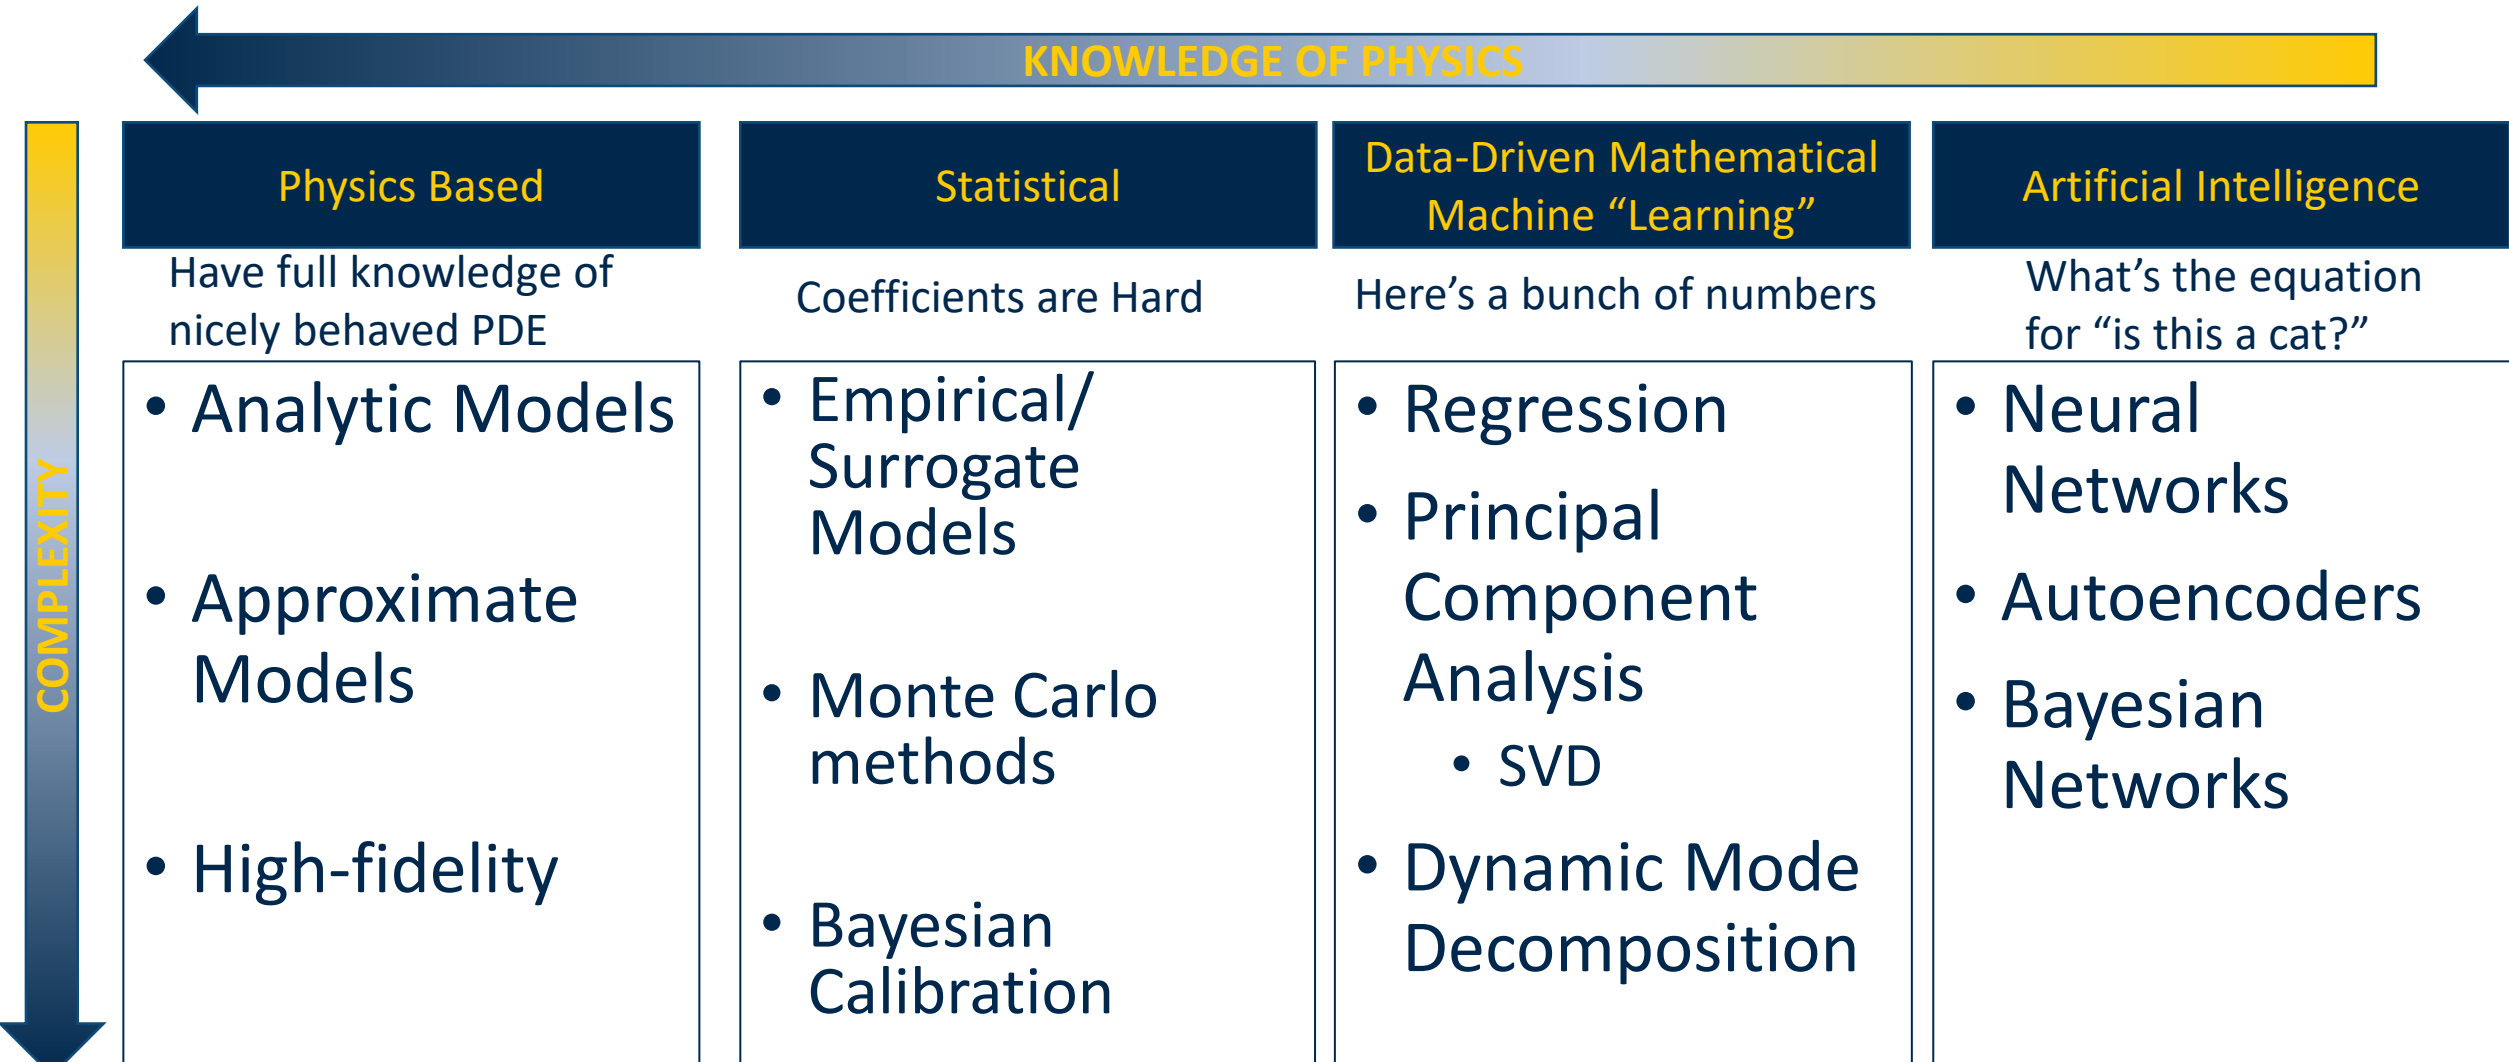 KNOWLEDGE OF PHYSICS
COMPLEXITY
Physics Based
Have full knowledge of
nicely behaved PDE
• Analytic Models
• Approximate
Models
• High-fidelity
Statistical
Coefficients are Hard
• Empirical/
Surrogate
Models
• Monte Carlo
methods
• Bayesian
Calibration
Data-Driven Mathematical
Machine “Learning”
Here’s a bunch of numbers
• Regression
• Principal
Component
Analysis
• SVD
• Dynamic Mode
Decomposition
Artificial Intelligence
What’s the equation
for “is this a cat?”
• Neural
Networks
• Autoencoders
• Bayesian
Networks